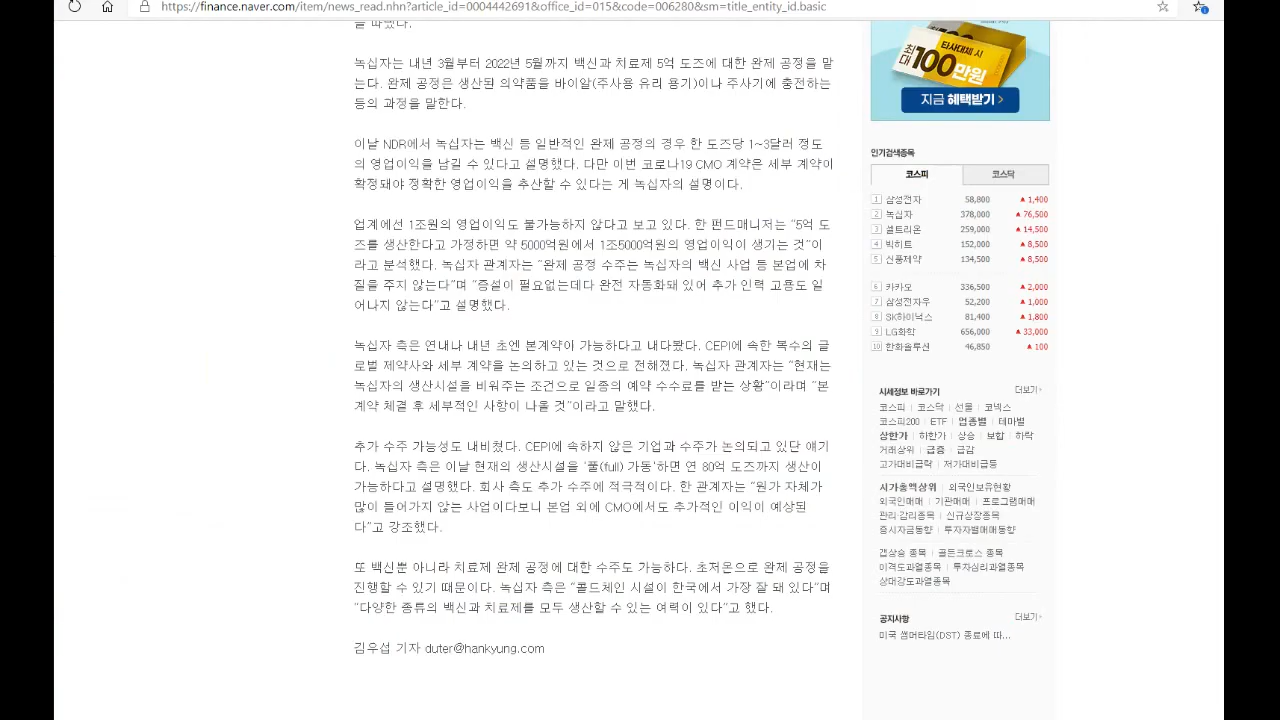 https://finance.naver.com/item/news_read.nhn?article_id=0004442691&office_id=015&code=006280&sm=title_entity_id.basic
을 따냈다.
녹십자는 내년 3월부터 2022년 5월까지 백신과 치료제 5억 도즈에 대한 완제 공정을 맡
는다. 완제 공정은 생산된 의약품을 바이알(주사용 유리 용기)이나 주사기에 충전하는
등의 과정을 말한다.
이날 NDR에서 녹십자는 백신 등 일반적인 완제 공정의 경우 한 도즈당 1~3달러 정도
의 영업이익을 남길 수 있다고 설명했다. 다만 이번 코로나19 CMO 계약은 세부 계약이
확정돼야 정확한 영업이익을 추산할 수 있다는 게 녹십자의 설명이다.
업계에선 1조원의 영업이익도 불가능하지 않다고 보고 있다. 한 펀드매니저는 “5억 도
즈를 생산한다고 가정하면 약 5000억원에서 1조5000억원의 영업이익이 생기는 것”이
라고 분석했다. 녹십자 관계자는 “완제 공정 수주는 녹십자의 백신 사업 등 본업에 차
질을 주지 않는다”며 “증설이 필요없는데다 완전 자동화돼 있어 추가 인력 고용도 일
어나지 않는다”고 설명했다.
녹십자 측은 연내나 내년 초엔 본계약이 가능하다고 내다봤다. CEPI에 속한 복수의 글
로벌 제약사와 세부 계약을 논의하고 있는 것으로 전해졌다. 녹십자 관계자는 “현재는
녹십자의 생산시설을 비워주는 조건으로 일종의 예약 수수료를 받는 상황”이라며 “본
계약 체결 후 세부적인 사항이 나올 것”이라고 말했다.
추가 수주 가능성도 내비쳤다. CEPI에 속하지 않은 기업과 수주가 논의되고 있단 얘기
다. 녹십자 측은 이날 현재의 생산시설을 ‘풀(full) 가동’하면 연 80억 도즈까지 생산이
가능하다고 설명했다. 회사 측도 추가 수주에 적극적이다. 한 관계자는 “원가 자체가
많이 들어가지 않는 사업이다보니 본업 외에 CMO에서도 추가적인 이익이 예상된
다”고 강조했다.
또 백신뿐 아니라 치료제 완제 공정에 대한 수주도 가능하다. 초저온으로 완제 공정을
진행할 수 있기 때문이다. 녹십자 측은 “콜드체인 시설이 한국에서 가장 잘 돼 있다”며
“다양한 종류의 백신과 치료제를 모두 생산할 수 있는 여력이 있다”고 했다.
김우섭 기자 duter@hankyung.com
타사대체 시
최대 100만원
지금 혜택받기 >
인기검색종목
코스피 코스닥
1 삼성전자 58,800 ▲ 1,400
2 녹십자 378,000 ▲ 76,500
3 셀트리온 259,000 ▲ 14,500
4 빅히트 152,000 ▲ 8,500
5 신풍제약 134,500 ▲ 8,500
6 카카오 336,500 ▲ 2,000
7 삼성전자우 52,200 ▲ 1,000
8 SK하이닉스 81,400 ▲ 1,800
9 LG화학 656,000 ▲ 33,000
10 한화솔루션 46,850 ▲ 100
시세정보 바로가기 더보기
코스피 | 코스닥 | 선물 | 코넥스
코스피200 | ETF | 업종별 | 테마별
상한가 | 하한가 | 상승 | 보합 | 하락
거래상위 | 급증 | 급감
고가대비급락 | 저가대비급등
시가총액상위 | 외국인보유현황
외국인매매 | 기관매매 | 프로그램매매
관리·감리종목 | 신규상장종목
증시자금동향 | 투자자별매매동향
갭상승 종목 | 골든크로스 종목
이격도과열종목 | 투자심리과열종목
상대강도과열종목
공지사항 더보기
미국 썸머타임(DST) 종료에 따...